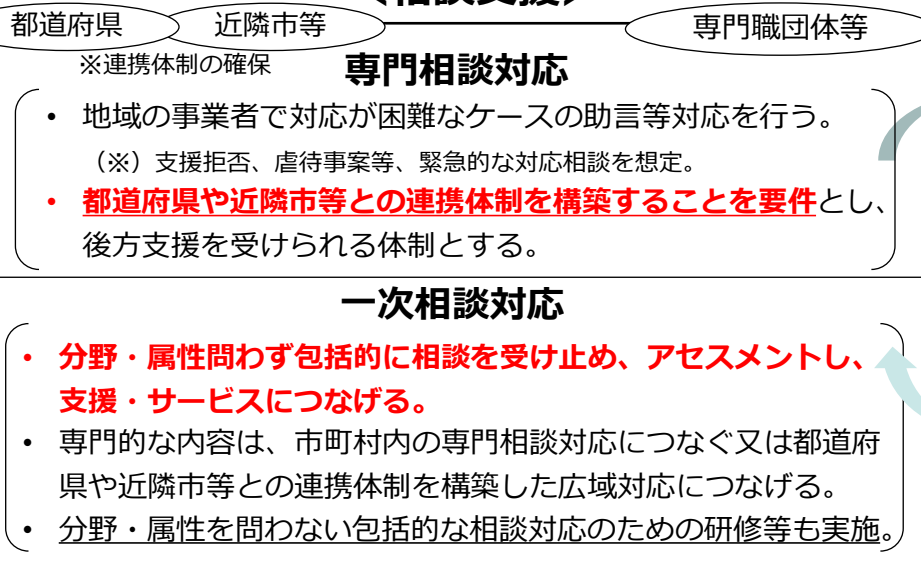 〈相談支援〉
都道府県
近隣市等
専門職団体等
※連携体制の確保
専門相談対応
• 地域の事業者で対応が困難なケースの助言等対応を行う。
（※）支援拒否、虐待事案等、緊急的な対応相談を想定。
• 都道府県や近隣市等との連携体制を構築することを要件とし、
後方支援を受けられる体制とする。
一次相談対応
• 分野・属性問わず包括的に相談を受け止め、アセスメントし、
支援・サービスにつなげる。
• 専門的な内容は、市町村内の専門相談対応につなぐ又は都道府
県や近隣市等との連携体制を構築した広域対応につなげる。
• 分野・属性を問わない包括的な相談対応のための研修等も実施。